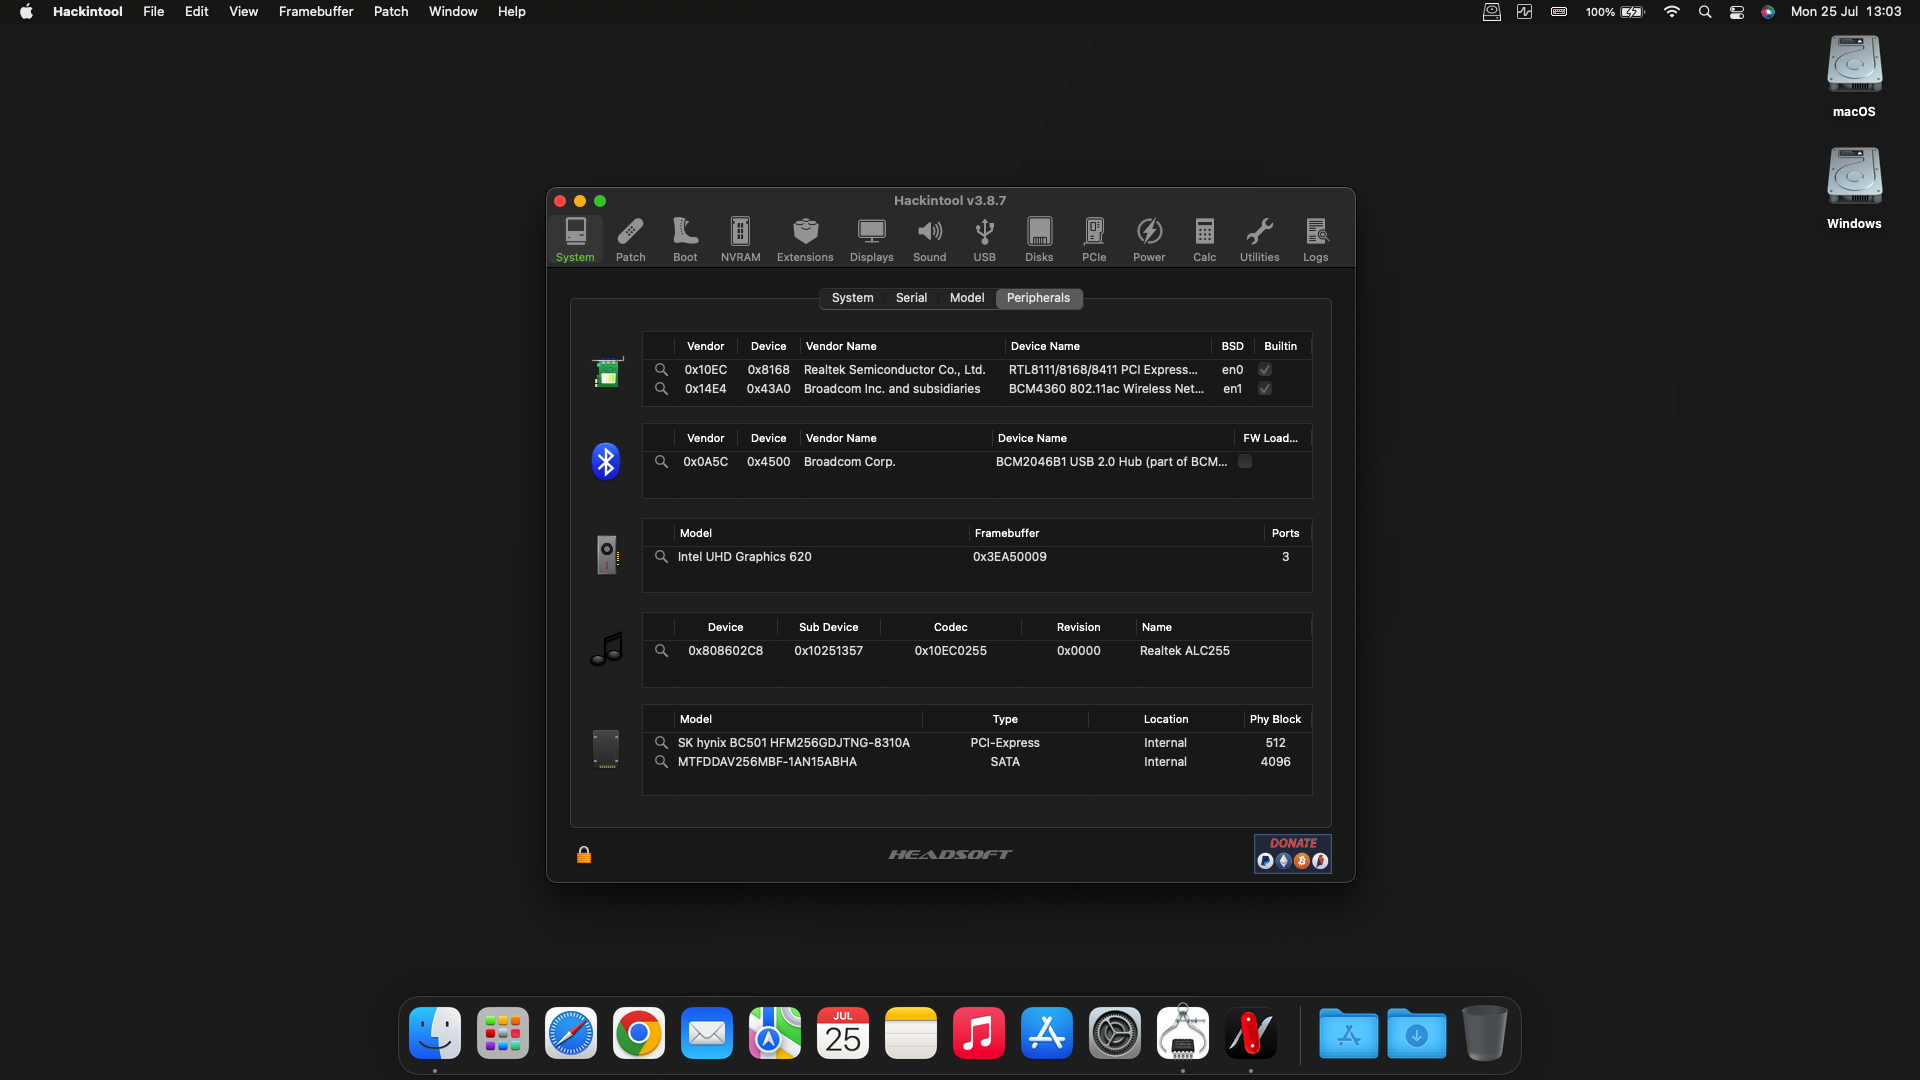 Hackintool File Edit View Framebuffer Patch Window Help 100% Mon 25 Jul 13:03
macOS
Windows
Hackintool v3.8.7
System Patch Boot NVRAM Extensions Displays Sound USB Disks PCIe Power Calc Utilities Logs
System Serial Model Peripherals
Vendor Device Vendor Name Device Name BSD Builtin
0x10EC 0x8168 Realtek Semiconductor Co., Ltd. RTL8111/8168/8411 PCI Express... en0
0x14E4 0x43A0 Broadcom Inc. and subsidiaries BCM4360 802.11ac Wireless Net... en1
Vendor Device Vendor Name Device Name FW Load...
0x0A5C 0x4500 Broadcom Corp. BCM2046B1 USB 2.0 Hub (part of BCM...
Model Framebuffer Ports
Intel UHD Graphics 620 0x3EA50009 3
Device Sub Device Codec Revision Name
0x808602C8 0x10251357 0x10EC0255 0x0000 Realtek ALC255
Model Type Location Phy Block
SK hynix BC501 HFM256GDJTNG-8310A PCI-Express Internal 512
MTFDDAV256MBF-1AN15ABHA SATA Internal 4096
HEADSOFT
DONATE
JUL
25